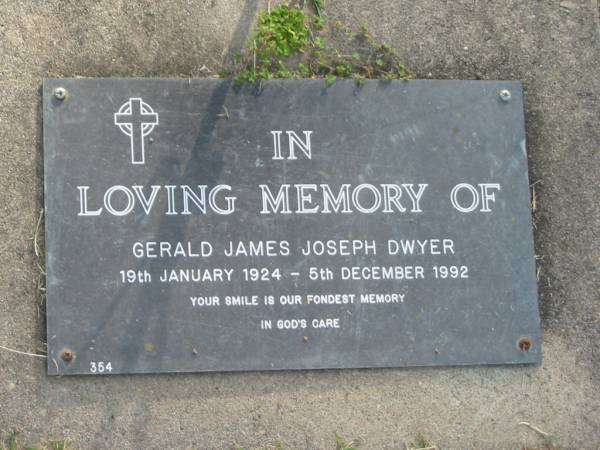 IN
LOVING MEMORY OF
GERALD JAMES JOSEPH DWYER
19th JANUARY 1924 – 5th DECEMBER 1992
YOUR SMILE IS OUR FONDEST MEMORY
IN GOD'S CARE
354